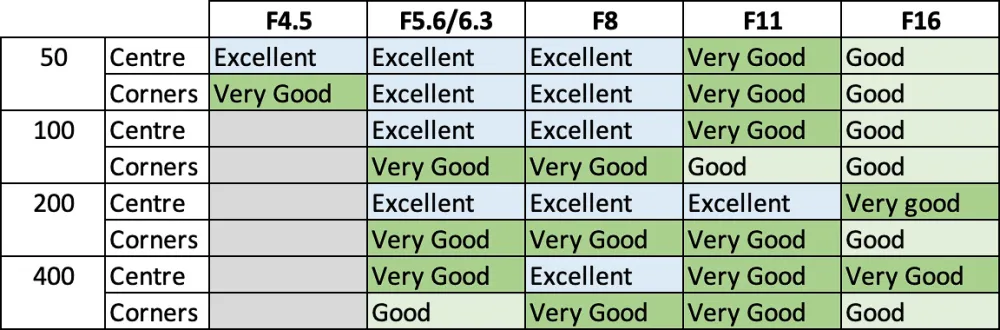 F4.5 F5.6/6.3 F8 F11 F16
50 Centre Excellent Excellent Excellent Very Good Good
Corners Very Good Excellent Excellent Very Good Good
100 Centre Excellent Excellent Very Good Good
Corners Very Good Very Good Good Good
200 Centre Excellent Excellent Excellent Very good
Corners Very Good Very Good Very Good Good
400 Centre Very Good Excellent Very Good Very Good
Corners Good Very Good Very Good Good